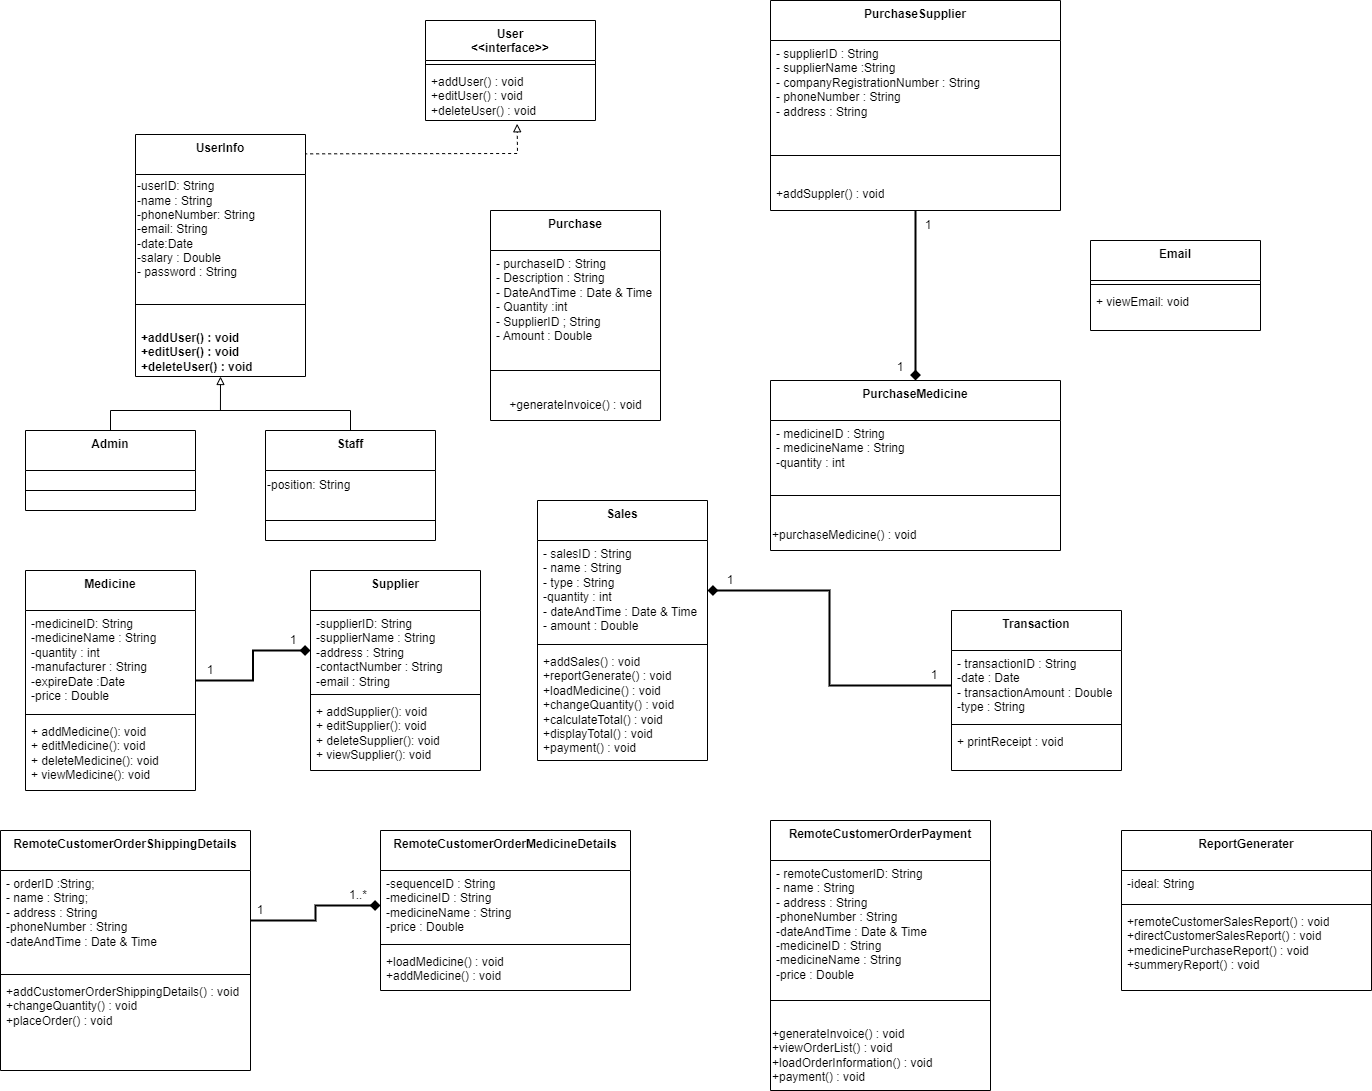 User
<<interface>>
+addUser() : void
+editUser() : void
+deleteUser() : void
PurchaseSupplier
- supplierID : String
- supplierName :String
- companyRegistrationNumber : String
- phoneNumber : String
- address : String
+addSuppler() : void
UserInfo
-userID: String
-name : String
-phoneNumber: String
-email: String
-date:Date
-salary : Double
- password : String
+addUser() : void
+editUser() : void
+deleteUser() : void
Purchase
- purchaseID : String
- Description : String
- DateAndTime : Date & Time
- Quantity :int
- SupplierID ; String
- Amount : Double
+generateInvoice() : void
1
1
Email
+ viewEmail: void
PurchaseMedicine
- medicineID : String
- medicineName : String
-quantity : int
+purchaseMedicine() : void
Admin
Staff
-position: String
Sales
- salesID : String
- name : String
- type : String
-quantity : int
- dateAndTime : Date & Time
- amount : Double
+addSales() : void
+reportGenerate() : void
+loadMedicine() : void
+changeQuantity() : void
+calculateTotal() : void
+displayTotal() : void
+payment() : void
1
1
Medicine
-medicineID: String
-medicineName : String
-quantity : int
-manufacturer : String
-expireDate :Date
-price : Double
+ addMedicine(): void
+ editMedicine(): void
+ deleteMedicine(): void
+ viewMedicine(): void
1
1
Supplier
-supplierID: String
-supplierName : String
-address : String
-contactNumber : String
-email : String
+ addSupplier(): void
+ editSupplier(): void
+ deleteSupplier(): void
+ viewSupplier(): void
Transaction
- transactionID : String
-date : Date
- transactionAmount : Double
-type : String
+ printReceipt : void
RemoteCustomerOrderShippingDetails
- orderID :String;
- name : String;
- address : String
-phoneNumber : String
-dateAndTime : Date & Time
+addCustomerOrderShippingDetails() : void
+changeQuantity() : void
+placeOrder() : void
1
1..*
RemoteCustomerOrderMedicineDetails
-sequenceID : String
-medicineID : String
-medicineName : String
-price : Double
+loadMedicine() : void
+addMedicine() : void
RemoteCustomerOrderPayment
- remoteCustomerID: String
- name : String
- address : String
-phoneNumber : String
-dateAndTime : Date & Time
-medicineID : String
-medicineName : String
-price : Double
+generateInvoice() : void
+viewOrderList() : void
+loadOrderInformation() : void
+payment() : void
ReportGenerater
-ideal: String
+remoteCustomerSalesReport() : void
+directCustomerSalesReport() : void
+medicinePurchaseReport() : void
+summeryReport() : void